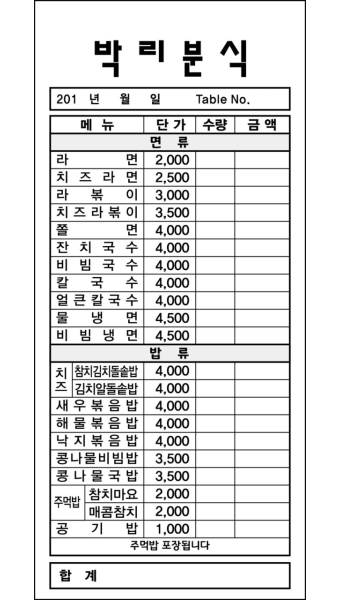 박리분식
201 년 월 일 Table No.
메뉴 단가 수량 금액
면 류
라 면 2,000
치즈라면 2,500
라볶이 3,000
치즈라볶이 3,500
쫄 면 4,000
잔치국수 4,000
비빔국수 4,000
칼국수 4,000
얼큰칼국수 4,000
물냉면 4,500
비빔냉면 4,500
밥 류
치즈 참치김치돌솥밥 4,000
김치알돌솥밥 4,000
새우볶음밥 4,000
해물볶음밥 4,000
낙지볶음밥 4,000
콩나물비빔밥 3,500
콩나물국밥 3,500
주먹밥 참치마요 2,000
매콤참치 2,000
공기밥 1,000
주먹밥 포장됩니다
합 계